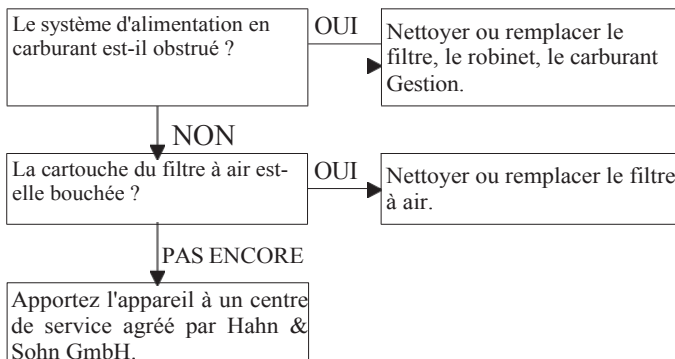 Le système d'alimentation en
carburant est-il obstrué ?
OUI
Nettoyer ou remplacer le
filtre, le robinet, le carburant
Gestion.
NON
La cartouche du filtre à air est-
elle bouchée ?
OUI
Nettoyer ou remplacer le filtre
à air.
PAS ENCORE
Apportez l'appareil à un centre
de service agréé par Hahn &
Sohn GmbH.